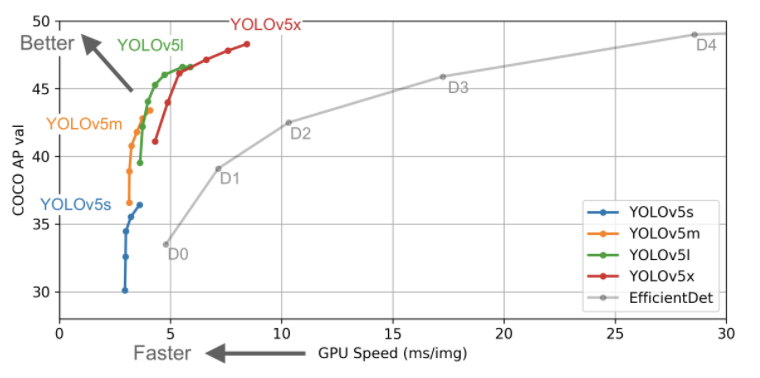 50
YOLOv5x
Better
YOLOv5l
D4
D3
45
YOLOv5m
D2
COCO AP val
40
D1
YOLOv5s
35
D0
30
YOLOv5s
YOLOv5m
YOLOv5l
YOLOv5x
EfficientDet
0 5 10 15 20 25 30
Faster GPU Speed (ms/img)